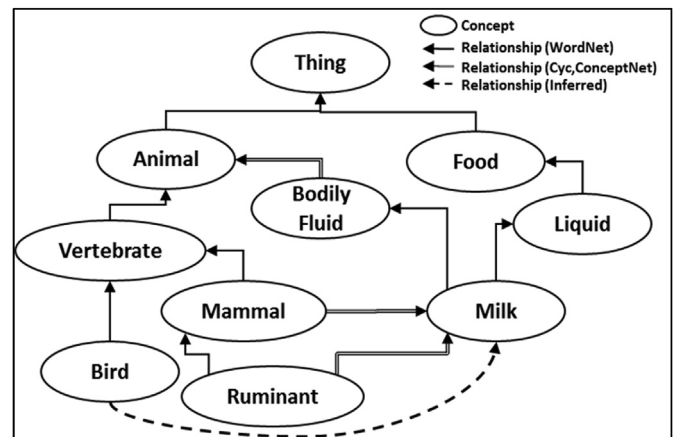 Concept
Relationship (WordNet)
Relationship (Cyc,ConceptNet)
Relationship (Inferred)
Thing
Animal
Food
Bodily
Fluid
Liquid
Vertebrate
Mammal
Milk
Bird
Ruminant